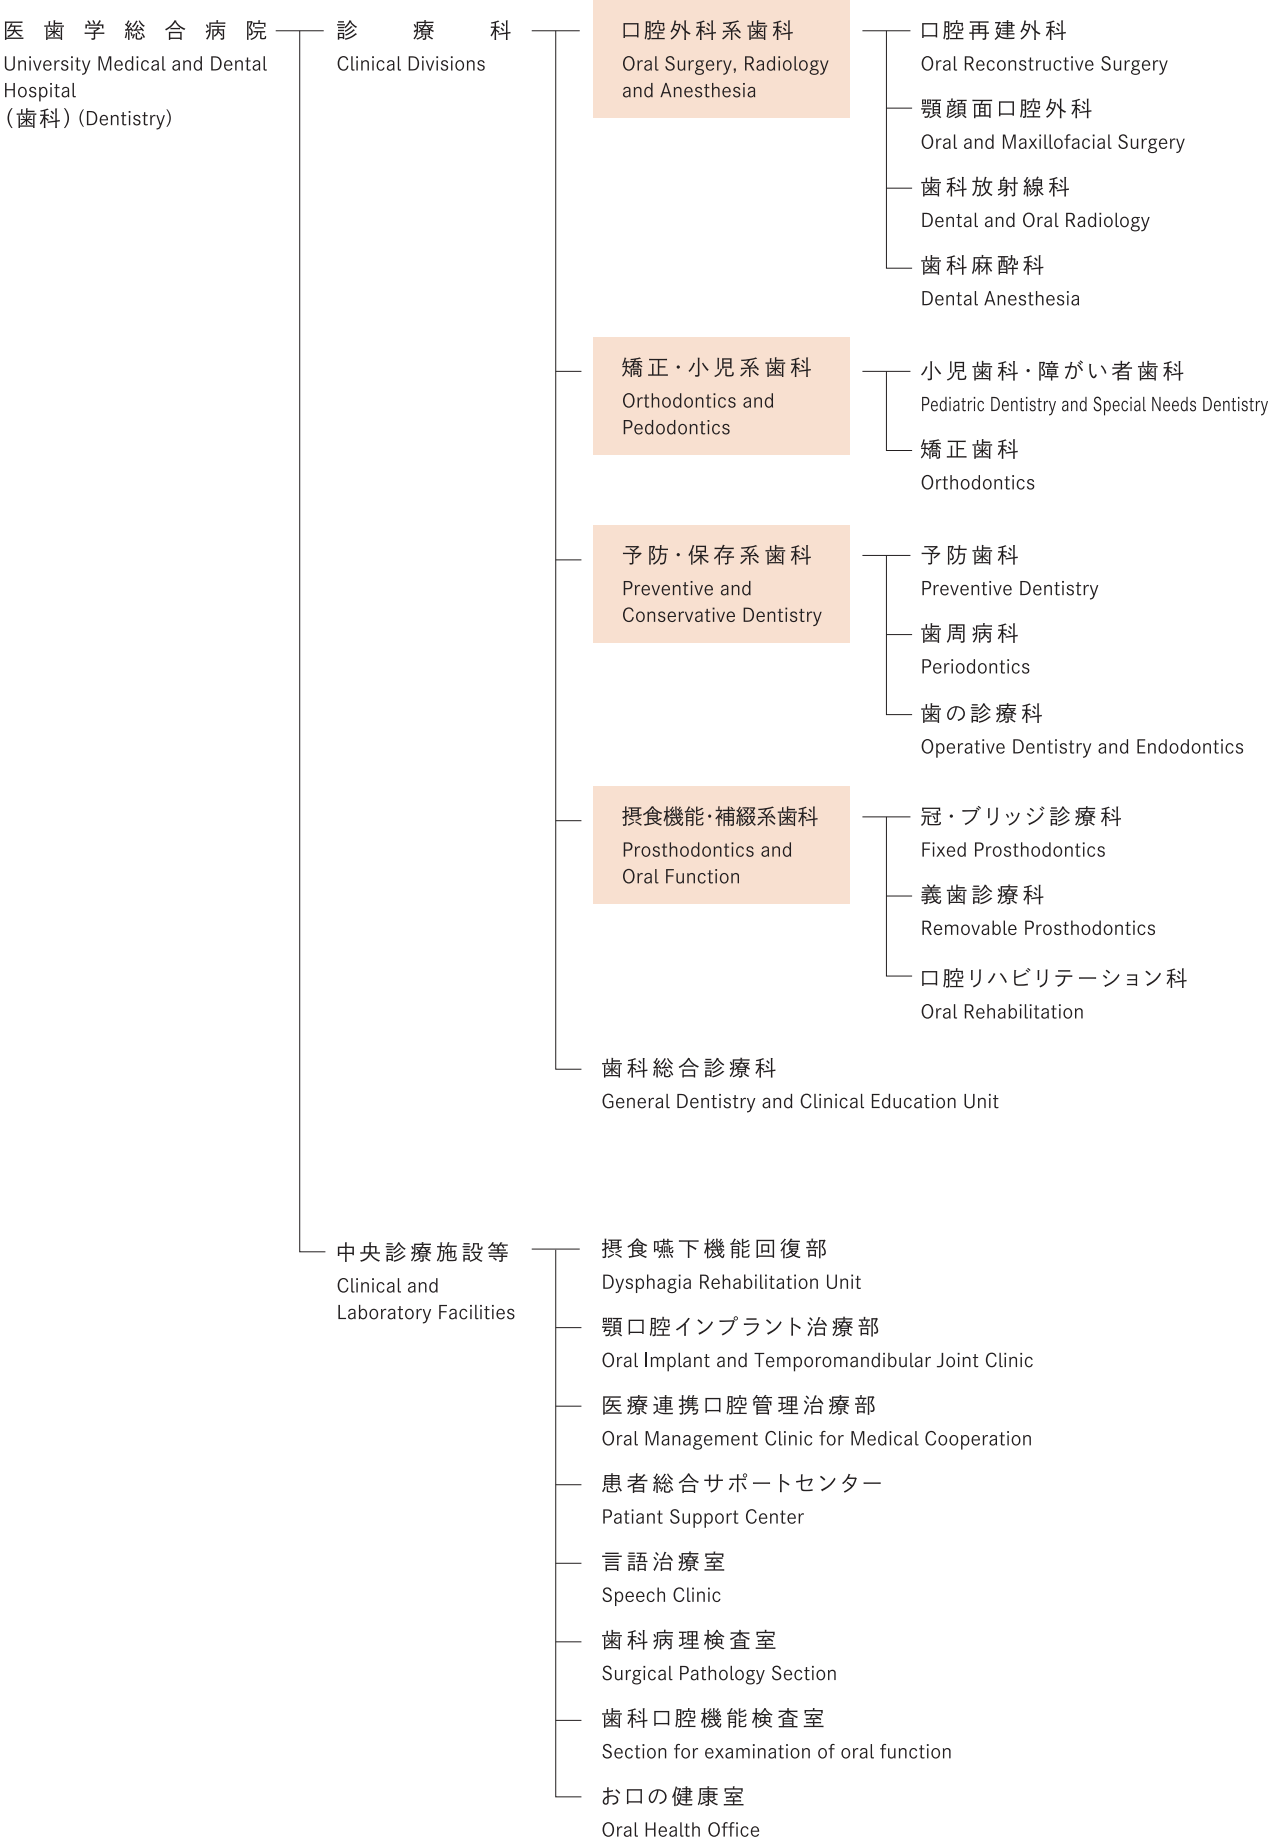 医歯学総合病院
University Medical and Dental
Hospital
（歯科）(Dentistry)
診療科
Clinical Divisions
口腔外科系歯科
Oral Surgery, Radiology
and Anesthesia
口腔再建外科
Oral Reconstructive Surgery
顎顔面口腔外科
Oral and Maxillofacial Surgery
歯科放射線科
Dental and Oral Radiology
歯科麻酔科
Dental Anesthesia
矯正・小児系歯科
Orthodontics and
Pedodontics
小児歯科・障がい者歯科
Pediatric Dentistry and Special Needs Dentistry
矯正歯科
Orthodontics
予防・保存系歯科
Preventive and
Conservative Dentistry
予防歯科
Preventive Dentistry
歯周病科
Periodontics
歯の診療科
Operative Dentistry and Endodontics
摂食機能・補綴系歯科
Prosthodontics and
Oral Function
冠・ブリッジ診療科
Fixed Prosthodontics
義歯診療科
Removable Prosthodontics
口腔リハビリテーション科
Oral Rehabilitation
歯科総合診療科
General Dentistry and Clinical Education Unit
中央診療施設等
Clinical and
Laboratory Facilities
摂食嚥下機能回復部
Dysphagia Rehabilitation Unit
顎口腔インプラント治療部
Oral Implant and Temporomandibular Joint Clinic
医療連携口腔管理治療部
Oral Management Clinic for Medical Cooperation
患者総合サポートセンター
Patiant Support Center
言語治療室
Speech Clinic
歯科病理検査室
Surgical Pathology Section
歯科口腔機能検査室
Section for examination of oral function
お口の健康室
Oral Health Office